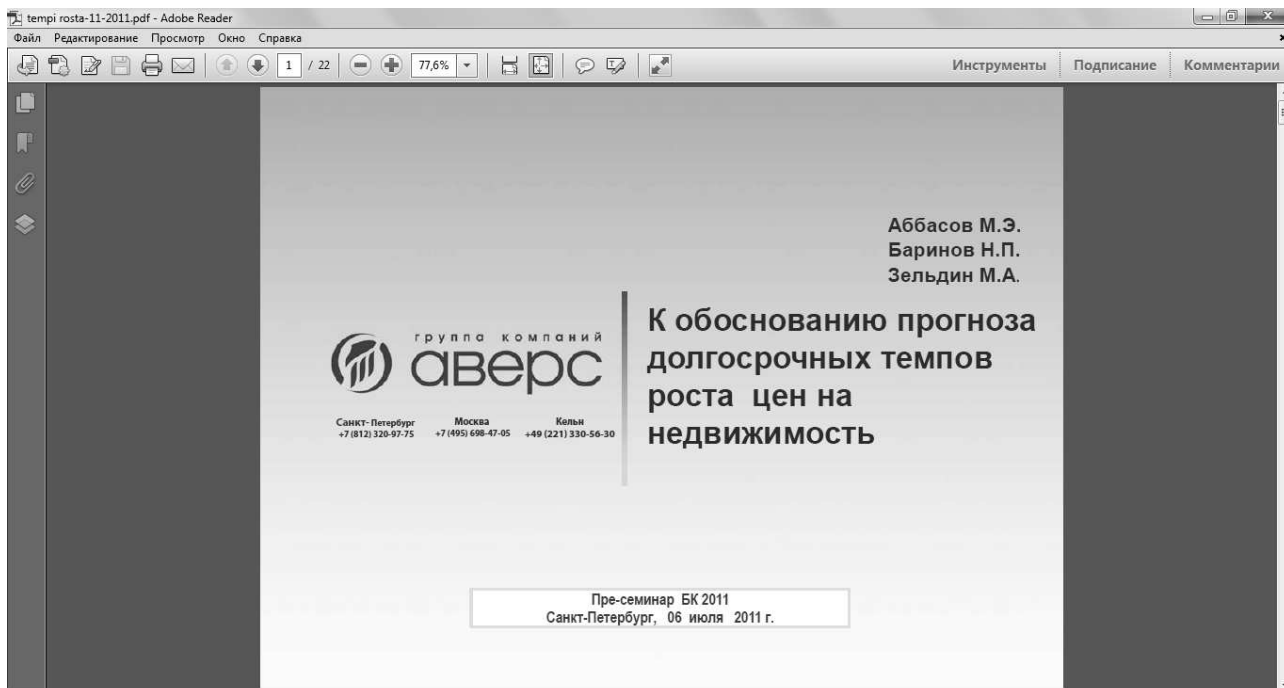 tempi rosta-11-2011.pdf - Adobe Reader
Файл Редактирование Просмотр Окно Справка
1 / 22 77,6% Инструменты Подписание Комментарии
Аббасов М.Э.
Баринов Н.П.
Зельдин М.А.
группа компаний
аверс
Санкт-Петербург Москва Кельн
+7 (812) 320-97-75 +7 (495) 698-47-05 +49 (221) 330-56-30
К обоснованию прогноза
долгосрочных темпов
роста цен на
недвижимость
Пре-семинар БК 2011
Санкт-Петербург, 06 июля 2011 г.